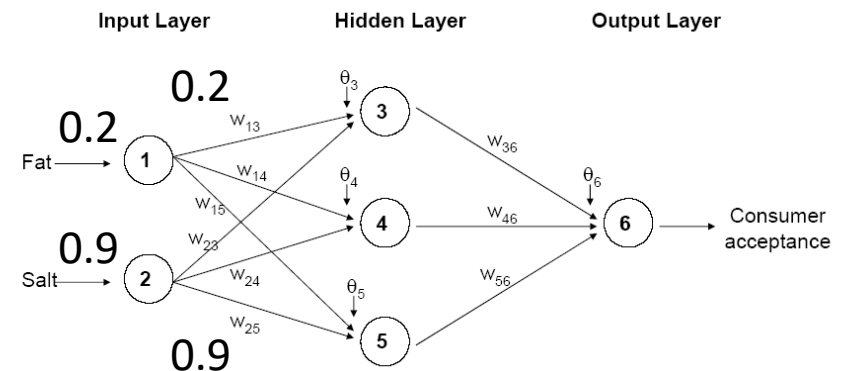 Input Layer
Hidden Layer
Output Layer
0.2
θ3
0.2
w13
3
Fat
1
w14
w36
θ4
θ6
w15
4
w46
6
Consumer
acceptance
0.9
w23
Salt
2
w24
w56
θ5
w25
5
0.9